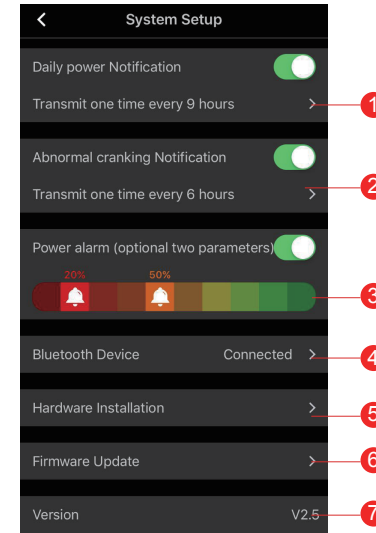 System Setup
Daily power Notification
Transmit one time every 9 hours
1
Abnormal cranking Notification
Transmit one time every 6 hours
2
Power alarm (optional two parameters)
20% 50%
3
Bluetooth Device Connected
4
Hardware Installation
5
Firmware Update
6
Version V2.5
7